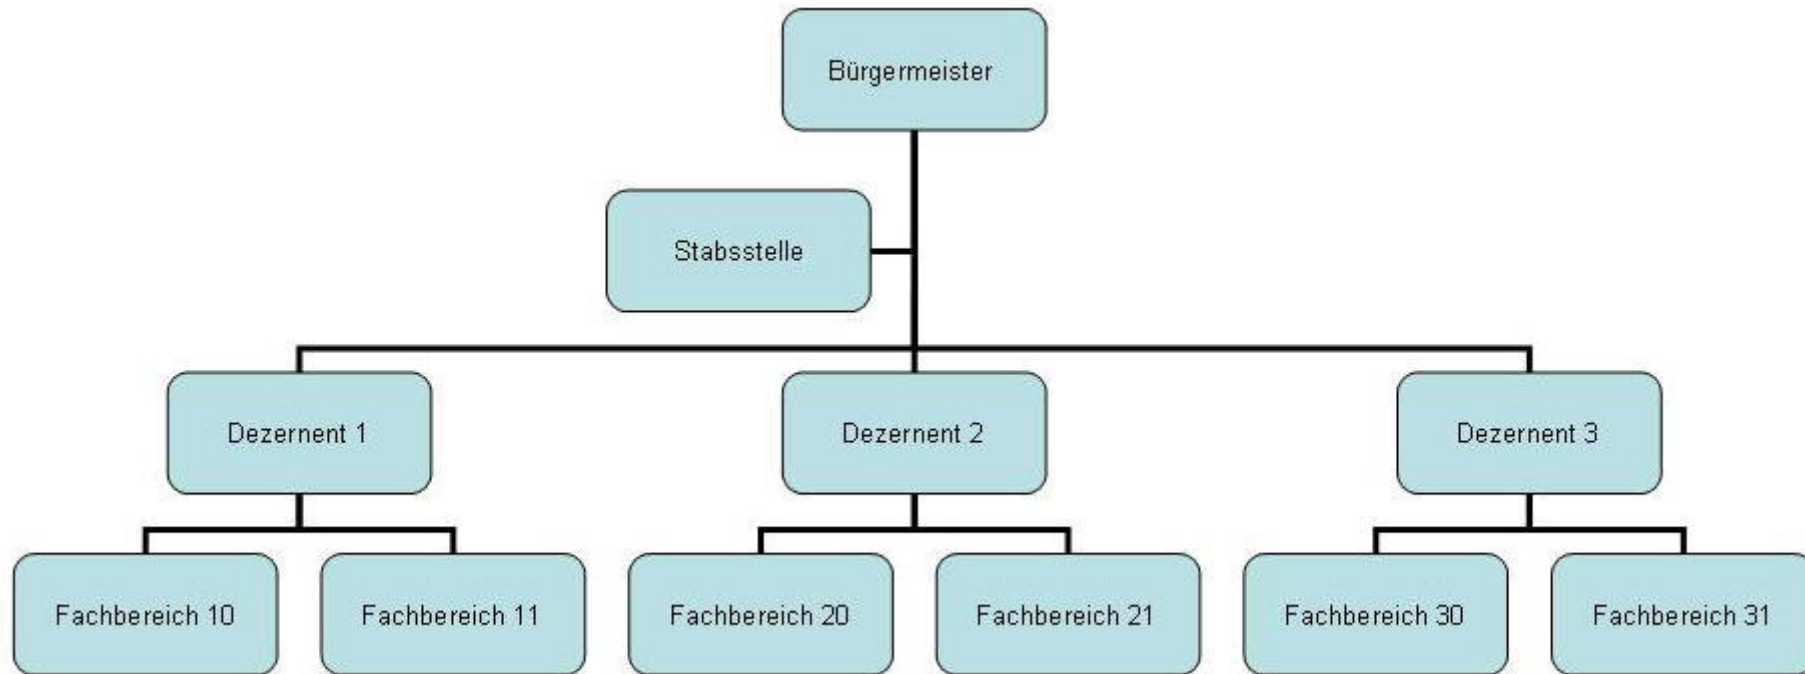 Bürgermeister
Stabsstelle
Dezernent 1
Dezernent 2
Dezernent 3
Fachbereich 10
Fachbereich 11
Fachbereich 20
Fachbereich 21
Fachbereich 30
Fachbereich 31